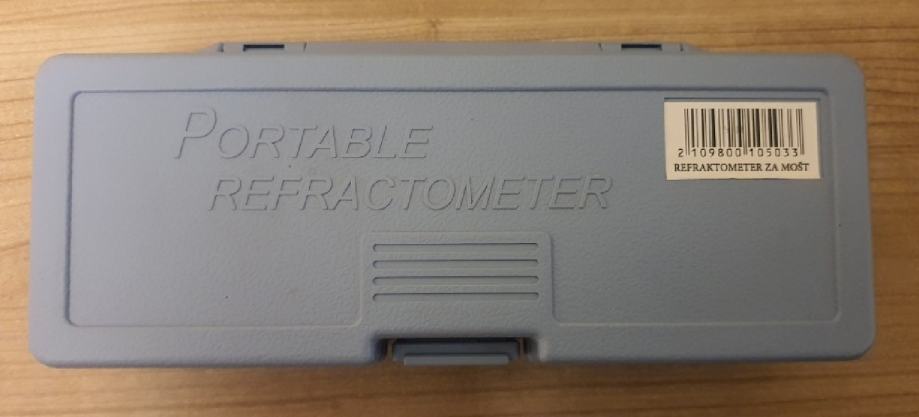 PORTABLE
REFRACTOMETER
2 109800 105033
REFRAKTOMETER ZA MOŠT